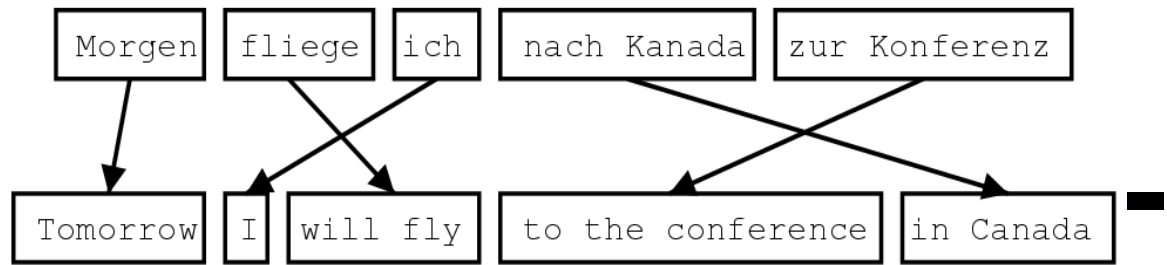 Morgen fliege ich nach Kanada zur Konferenz
Tomorrow I will fly to the conference in Canada